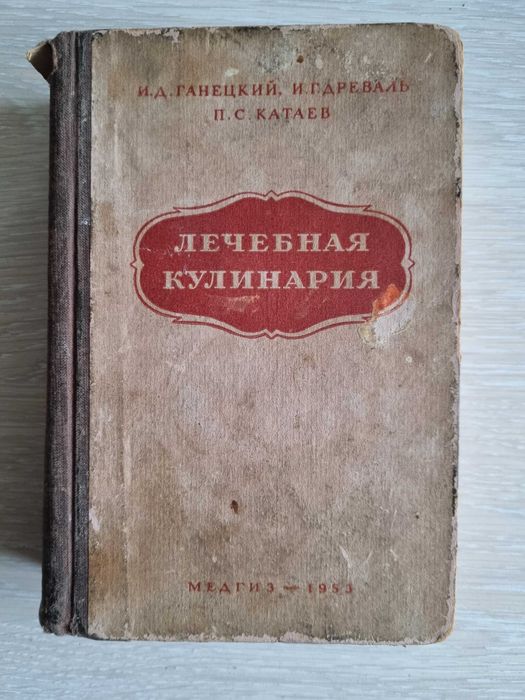 И.Д.ГАНЕЦКИЙ, И.Г.ДРЕВАЛЬ
П.С.КАТАЕВ
ЛЕЧЕБНАЯ
КУЛИНАРИЯ
МЕДГИЗ — 1953